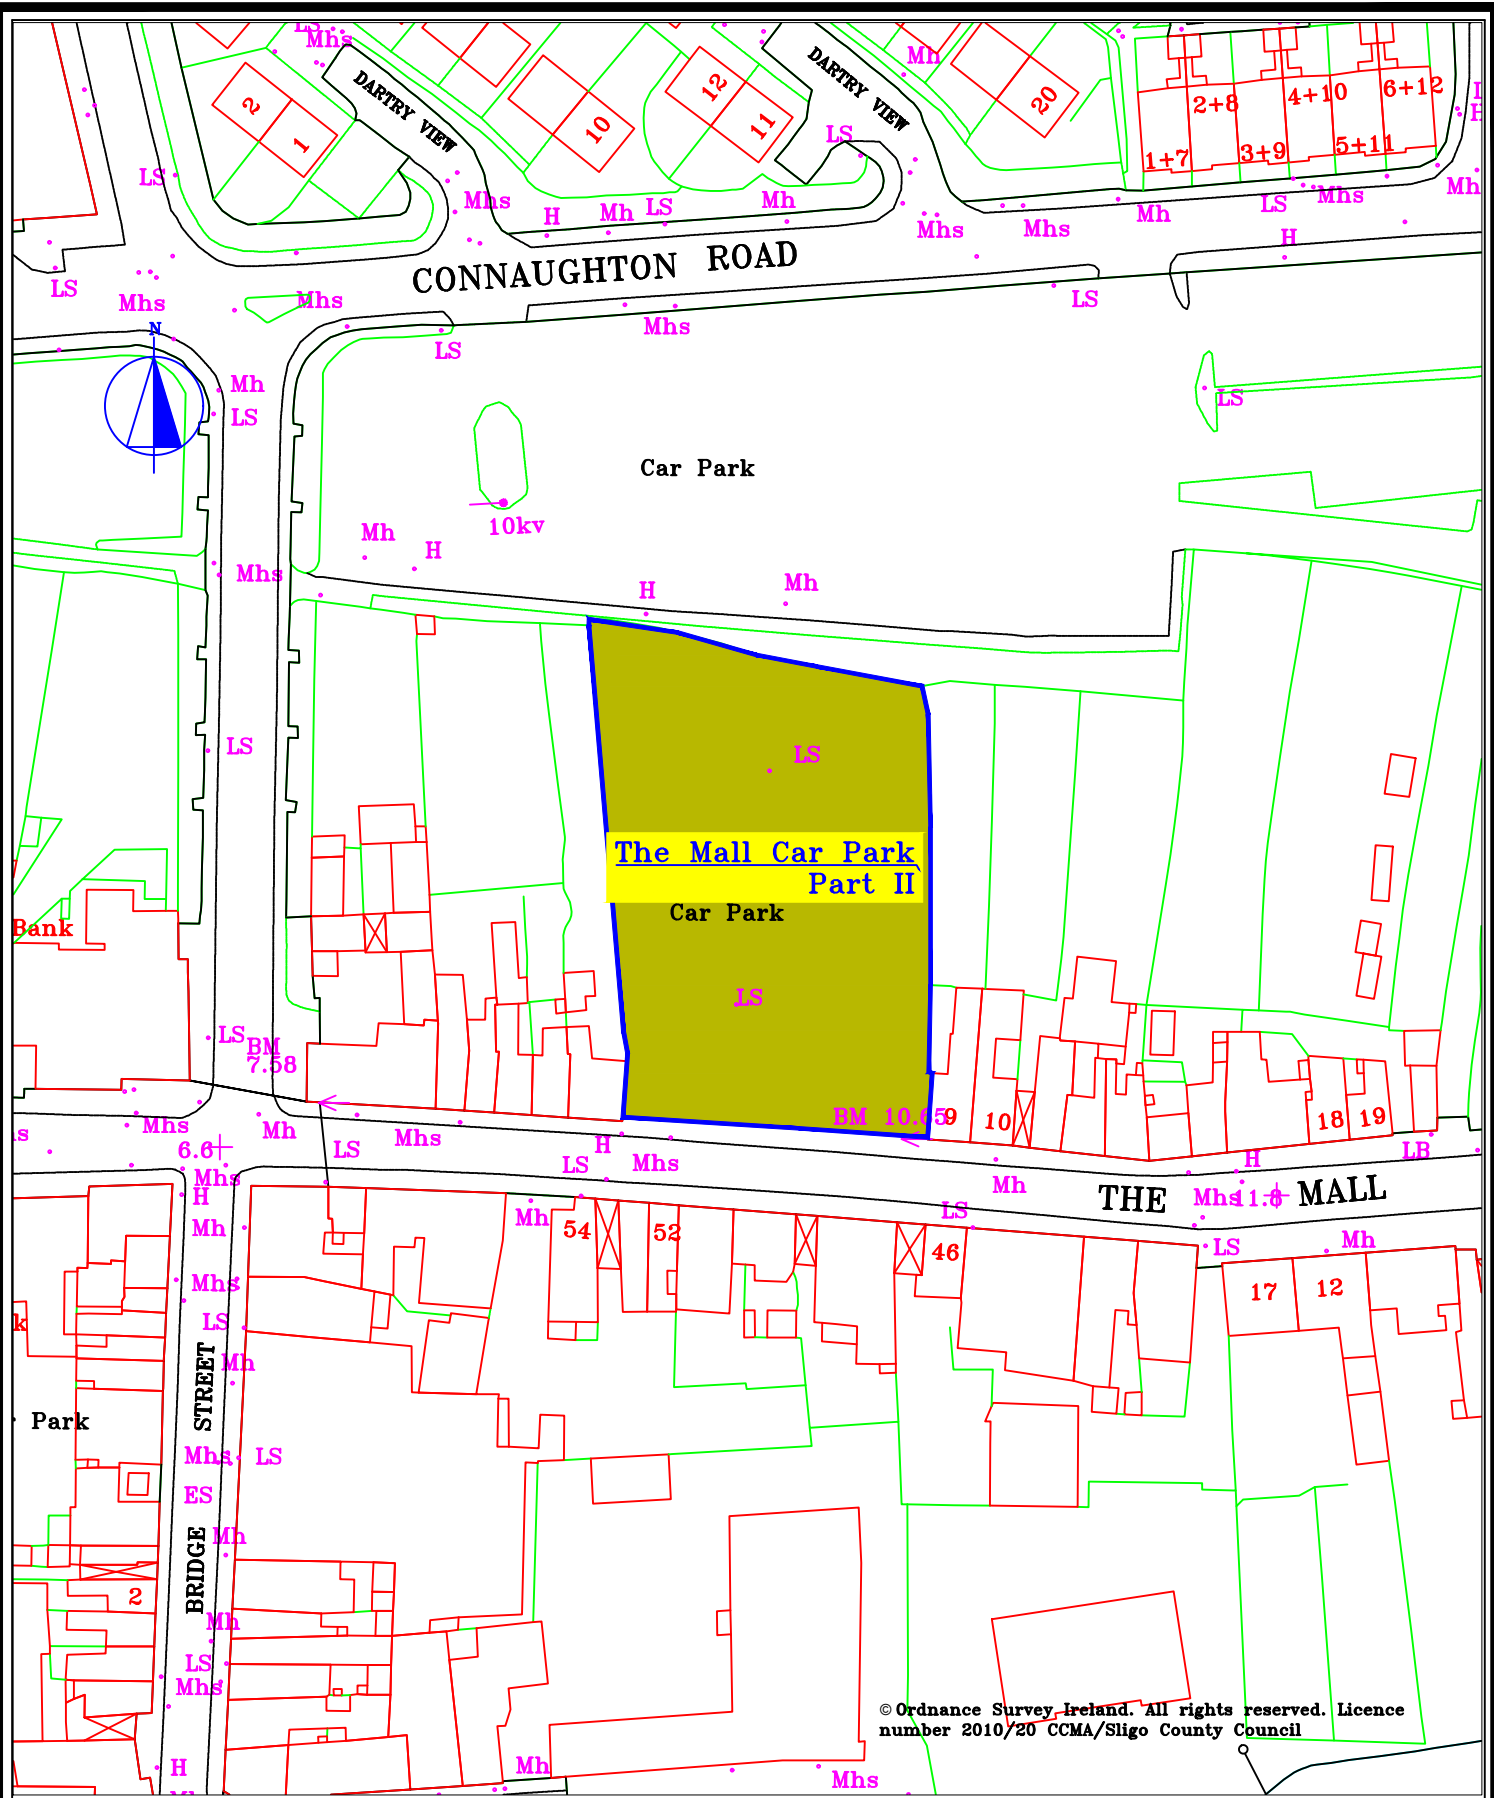 LS
Mhs
DARTRY VIEW
DARTRY VIEW
Mh
2
1
10
12
11
20
2+8
4+10
6+12
1+7
3+9
5+11
LS
LS
Mhs
H
Mh
LS
Mh
Mhs
Mhs
Mh
LS
Mhs
Mh
H
CONNAUGHTON ROAD
LS
Mhs
Mhs
Mhs
LS
LS
N
Mh
LS
LS
Car Park
10kv
Mh
H
Mhs
H
Mh
LS
LS
The Mall Car Park
Part II
Car Park
Bank
LS
LS
BM
7.58
BM 10.65
9
10
18
19
Mhs
Mh
LS
Mhs
H
LS
Mhs
6.6
Mhs
H
Mh
LB
H
THE MALL
Mhs
11.8
Mh
Mh
LS
54
52
46
LS
Mh
Mhs
17
12
LS
Mh
Park
BRIDGE STREET
Mhs
LS
ES
Mh
2
Mh
LS
Mhs
© Ordnance Survey Ireland. All rights reserved. Licence
number 2010/20 CCMA/Sligo County Council
H
Mh
Mhs